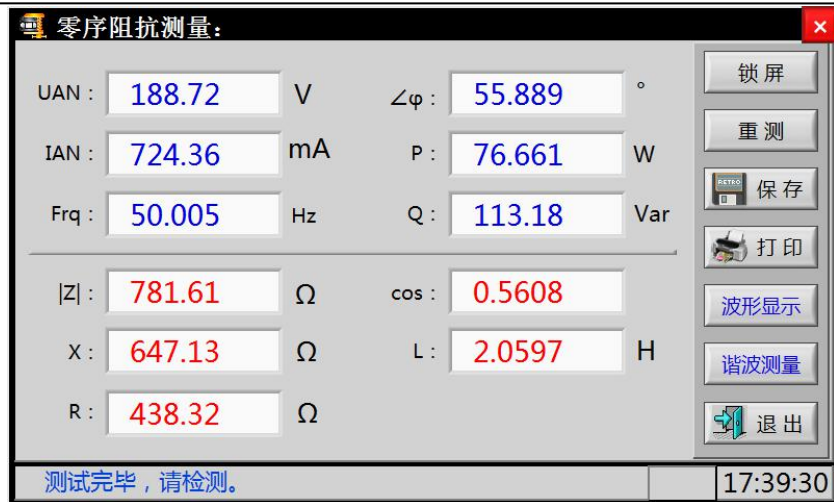 零序阻抗测量:
UAN : 188.72 V
∠φ : 55.889 °
IAN : 724.36 mA
P : 76.661 W
Frq : 50.005 Hz
Q : 113.18 Var
|Z| : 781.61 Ω
cos : 0.5608
X : 647.13 Ω
L : 2.0597 H
R : 438.32 Ω
锁屏
重测
RETRO
保存
打印
波形显示
谐波测量
退出
测试完毕，请检测。
17:39:30